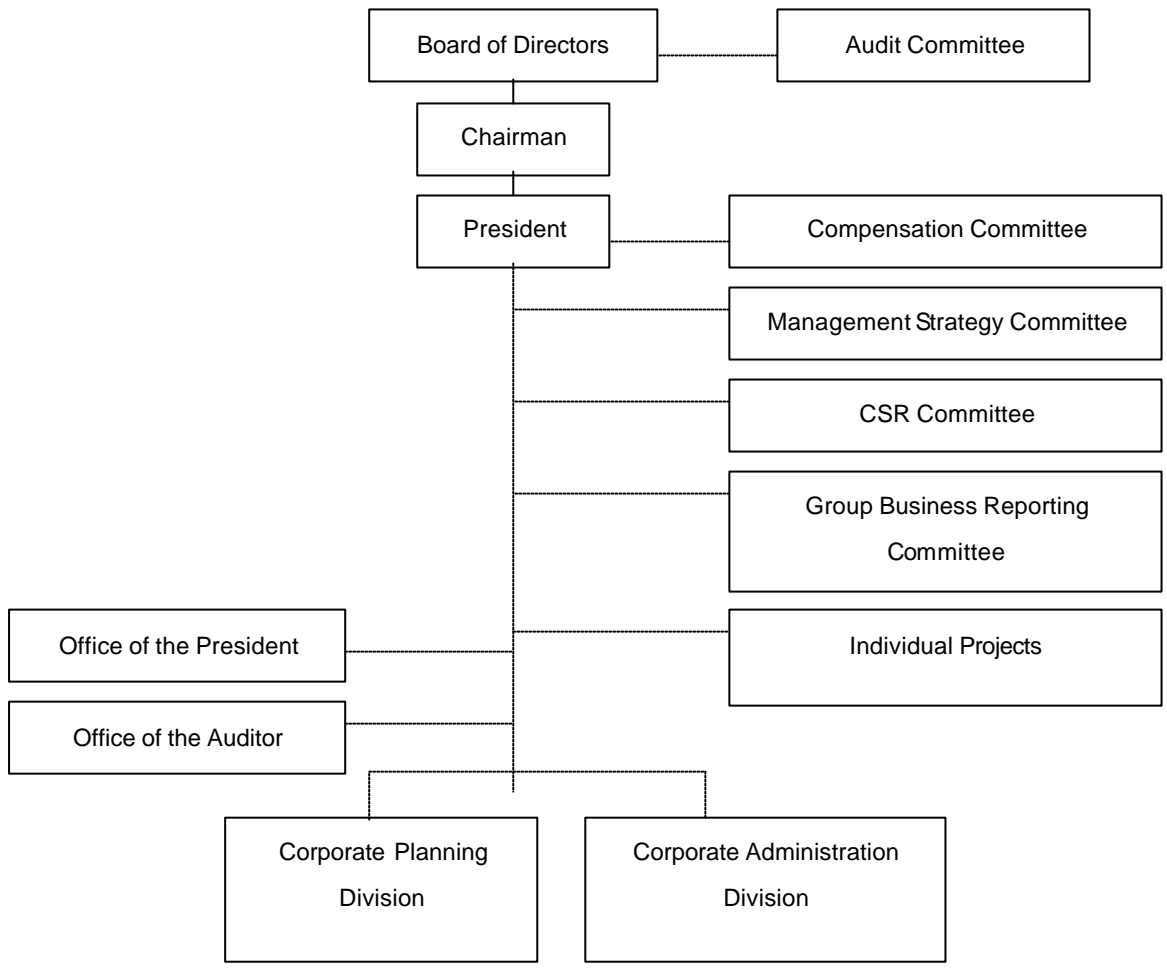 Board of Directors
Audit Committee
Chairman
President
Compensation Committee
Management Strategy Committee
CSR Committee
Group Business Reporting
Committee
Office of the President
Individual Projects
Office of the Auditor
Corporate Planning
Division
Corporate Administration
Division